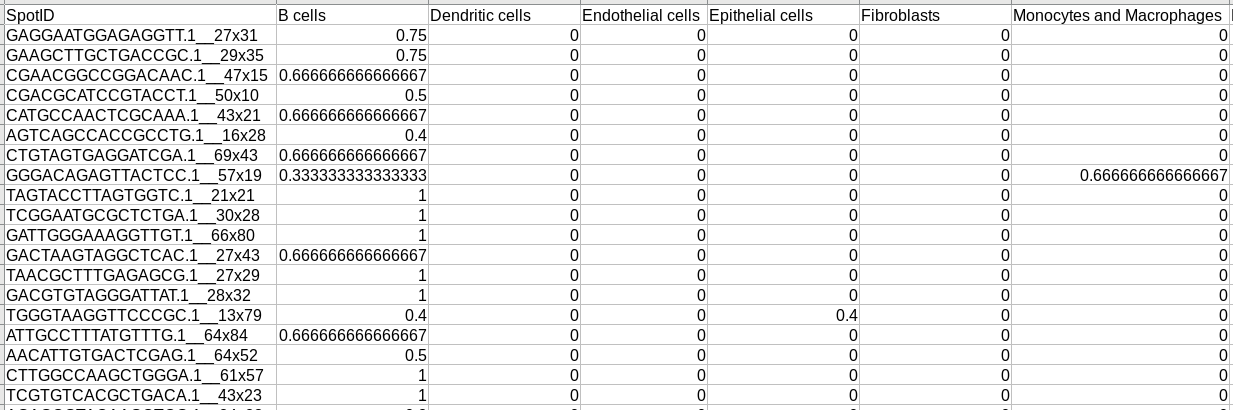 SpotID B cells Dendritic cells Endothelial cells Epithelial cells Fibroblasts Monocytes and Macrophages
GAGGAATGGAGAGGTT.1__27x31 0.75 0 0 0 0 0
GAAGCTTGCTGACCGC.1__29x35 0.75 0 0 0 0 0
CGAACGGCCGGACAAC.1__47x15 0.666666666666667 0 0 0 0 0
CGACGCATCCGTACCT.1__50x10 0.5 0 0 0 0 0
CATGCCAACTCGCAAA.1__43x21 0.666666666666667 0 0 0 0 0
AGTCAGCCACCGCCTG.1__16x28 0.4 0 0 0 0 0
CTGTAGTGAGGATCGA.1__69x43 0.666666666666667 0 0 0 0 0
GGGACAGAGTTACTCC.1__57x19 0.333333333333333 0 0 0 0 0.666666666666667
TAGTACCTTAGTGGTC.1__21x21 1 0 0 0 0 0
TCGGAATGCGCTCTGA.1__30x28 1 0 0 0 0 0
GATTGGGAAAGGTTGT.1__66x80 1 0 0 0 0 0
GACTAAGTAGGCTCAC.1__27x43 0.666666666666667 0 0 0 0 0
TAACGCTTTGAGAGCG.1__27x29 1 0 0 0 0 0
GACGTGTAGGGATTAT.1__28x32 1 0 0 0 0 0
TGGGTAAGGTTCCCGC.1__13x79 0.4 0 0 0.4 0 0
ATTGCCTTTATGTTTG.1__64x84 0.666666666666667 0 0 0 0 0
AACATTGTGACTCGAG.1__64x52 0.5 0 0 0 0 0
CTTGGCCAAGCTGGGA.1__61x57 1 0 0 0 0 0
TCGTGTCACGCTGACA.1__43x23 1 0 0 0 0 0